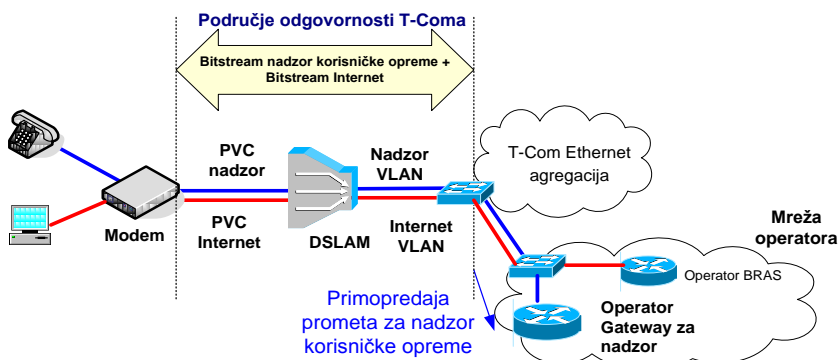 Područje odgovornosti T-Coma
Bitstream nadzor korisničke opreme +
Bitstream Internet
PVC
nadzor
Nadzor
VLAN
T-Com Ethernet
agregacija
Modem
PVC
Internet
DSLAM
Internet
VLAN
Mreža
operatora
Operator BRAS
Primopredaja
prometa za nadzor
korisničke opreme
Operator
Gateway za
nadzor